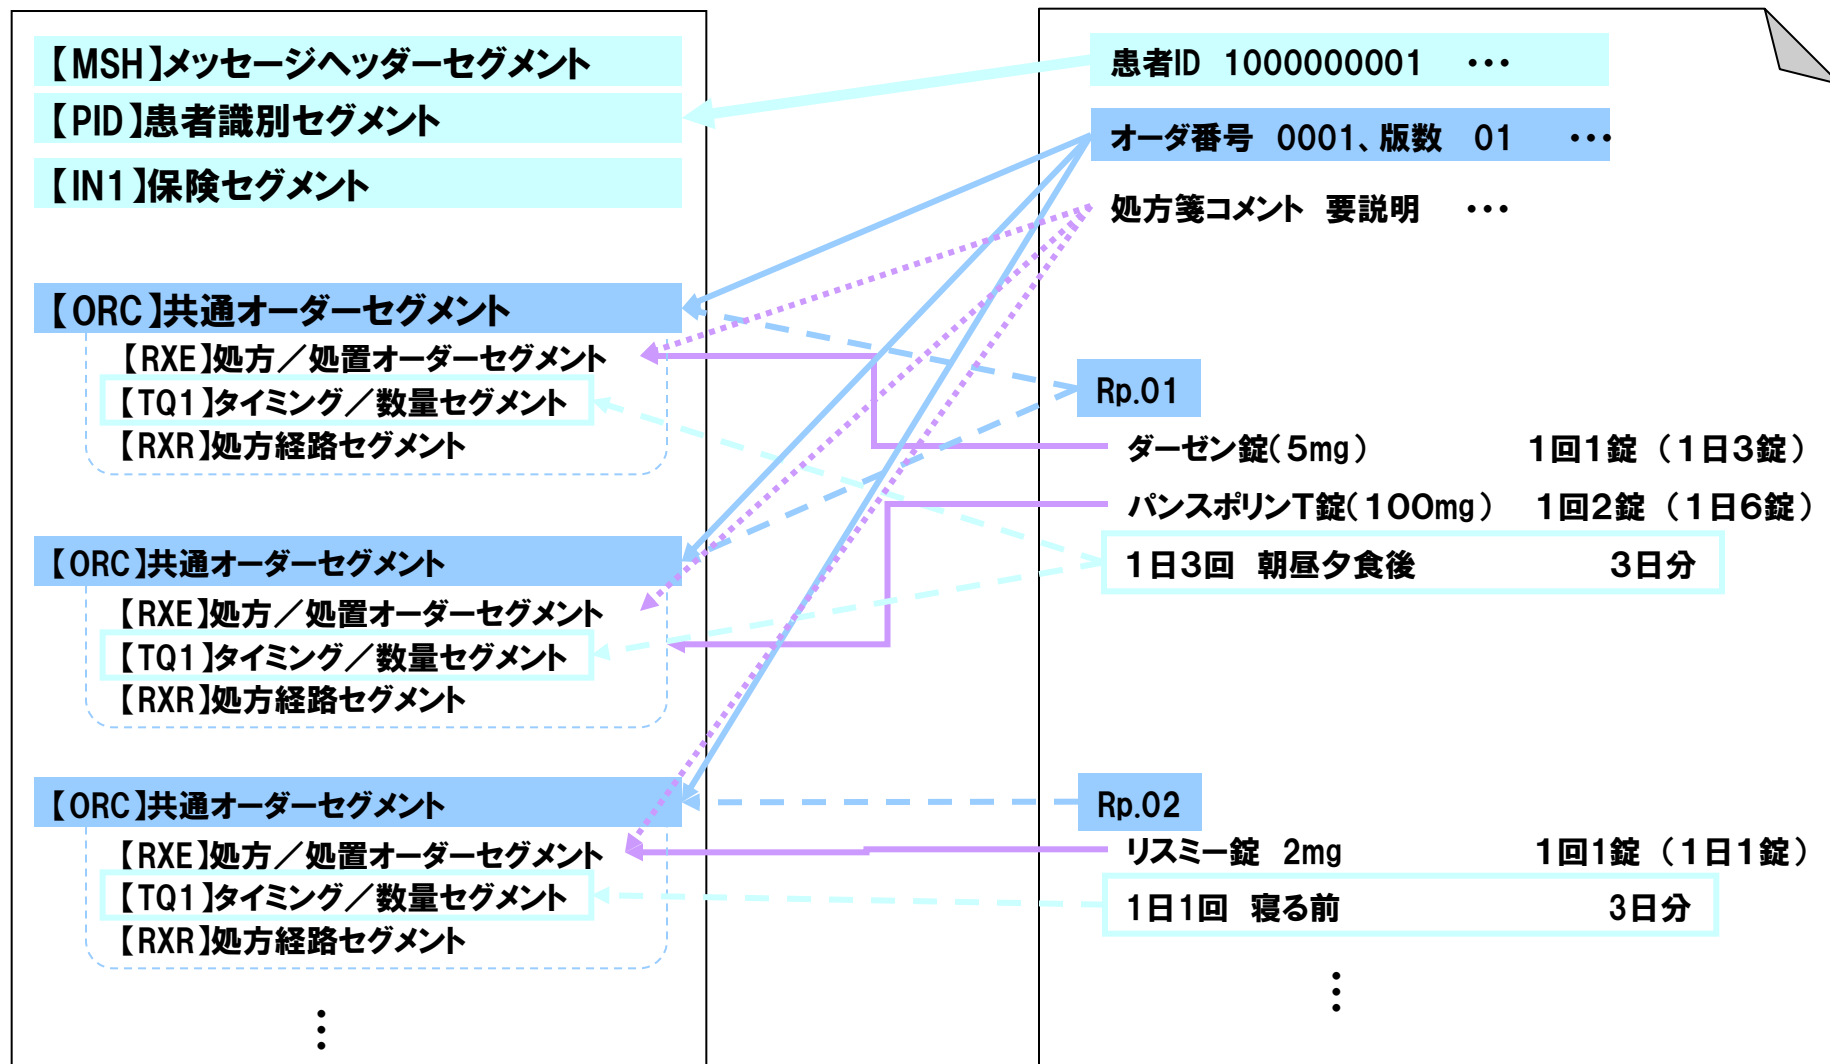 【MSH】メッセージヘッダーセグメント
【PID】患者識別セグメント
【IN1】保険セグメント
【ORC】共通オーダーセグメント
【RXE】処方／処置オーダーセグメント
【TQ1】タイミング／数量セグメント
【RXR】処方経路セグメント
【ORC】共通オーダーセグメント
【RXE】処方／処置オーダーセグメント
【TQ1】タイミング／数量セグメント
【RXR】処方経路セグメント
【ORC】共通オーダーセグメント
【RXE】処方／処置オーダーセグメント
【TQ1】タイミング／数量セグメント
【RXR】処方経路セグメント
⋮
患者ID 1000000001 ・・・
オーダ番号 0001、版数 01 ・・・
処方箋コメント 要説明 ・・・
Rp.01
ダーゼン錠（5mg） 1回1錠（1日3錠）
パンスポリンT錠（100mg） 1回2錠（1日6錠）
1日3回 朝昼夕食後 3日分
Rp.02
リスミー錠 2mg 1回1錠（1日1錠）
1日1回 寝る前 3日分
⋮